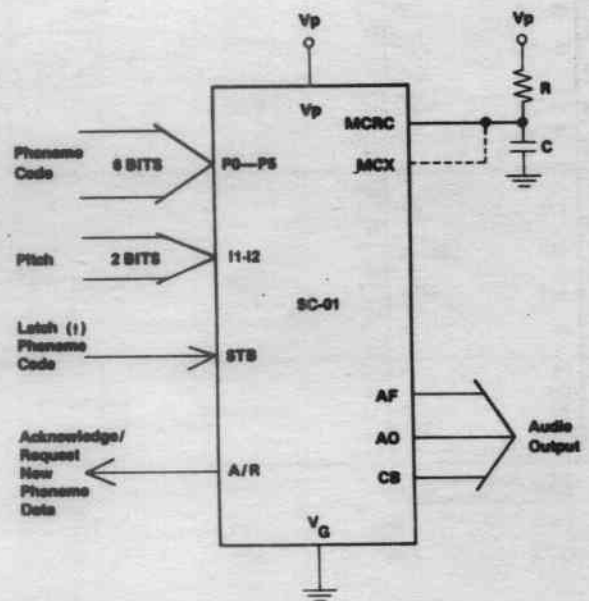 Vp
Vp
Vp
R
MCRC
C
MCX
Phoneme
Code
6 BITS
P0—P5
Pitch
2 BITS
I1-I2
SC-01
Latch (↑)
Phoneme
Code
STB
AF
Audio
Output
AO
CB
Acknowledge/
Request
New
Phoneme
Data
A/R
VG